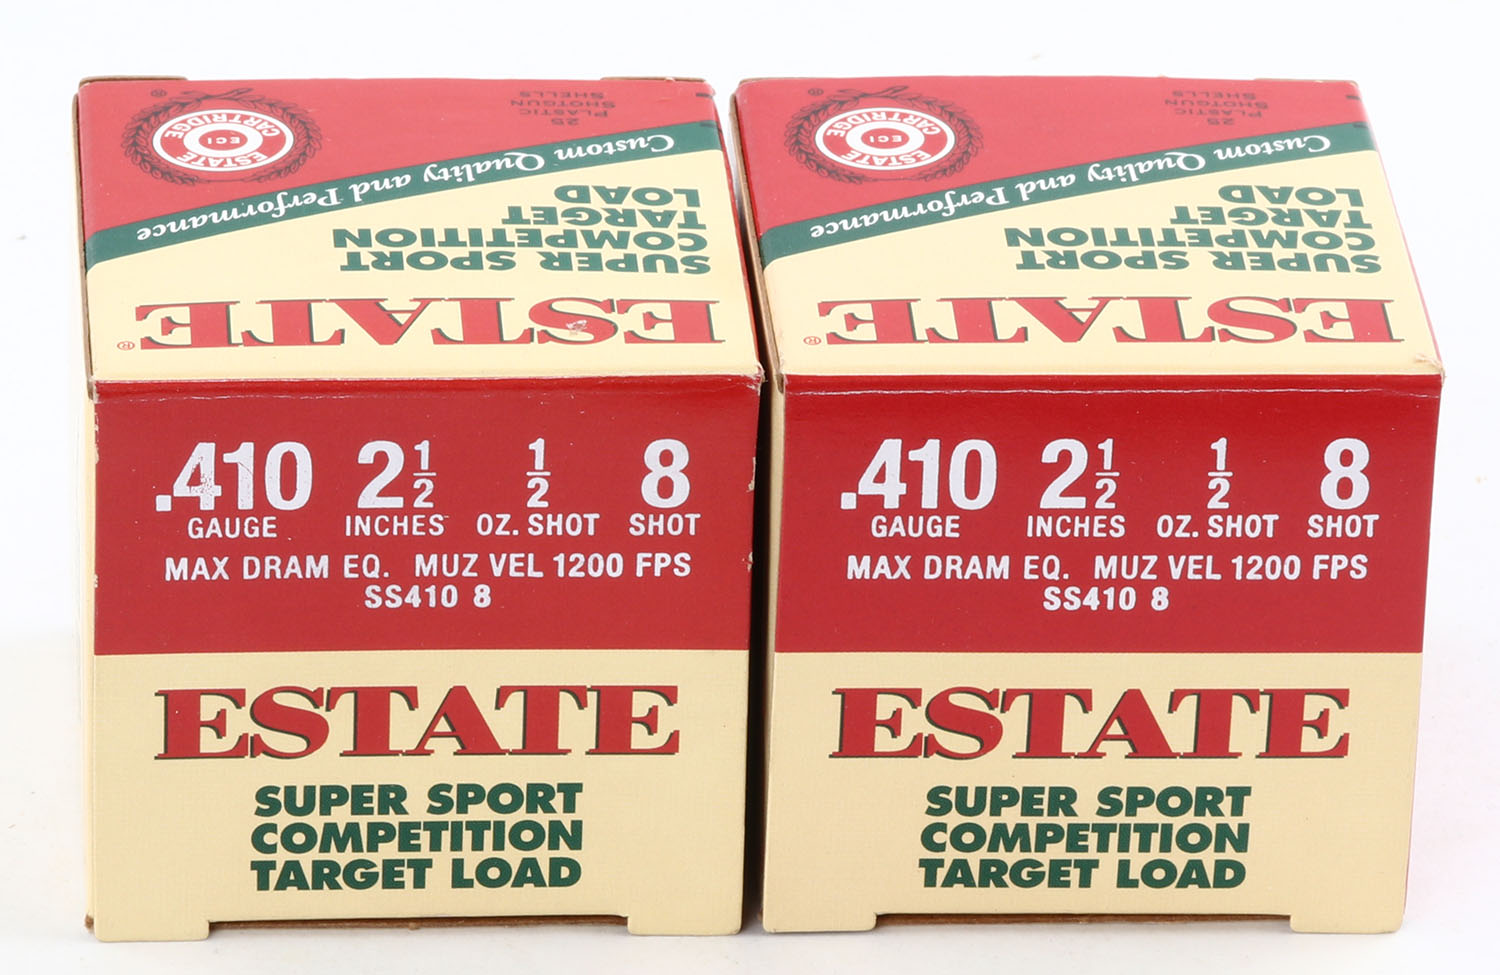 ESTATE CARTRIDGE
ECI
®
25
PLASTIC
SHOTGUN
SHELLS
Custom Quality and Performance
SUPER SPORT
COMPETITION
TARGET
LOAD
ESTATE®
.410 2 1/2 1/2 8
GAUGE INCHES OZ. SHOT SHOT
MAX DRAM EQ. MUZ VEL 1200 FPS
SS410 8
ESTATE
SUPER SPORT
COMPETITION
TARGET LOAD
ESTATE CARTRIDGE
ECI
®
25
PLASTIC
SHOTGUN
SHELLS
Custom Quality and Performance
SUPER SPORT
COMPETITION
TARGET
LOAD
ESTATE®
.410 2 1/2 1/2 8
GAUGE INCHES OZ. SHOT SHOT
MAX DRAM EQ. MUZ VEL 1200 FPS
SS410 8
ESTATE
SUPER SPORT
COMPETITION
TARGET LOAD